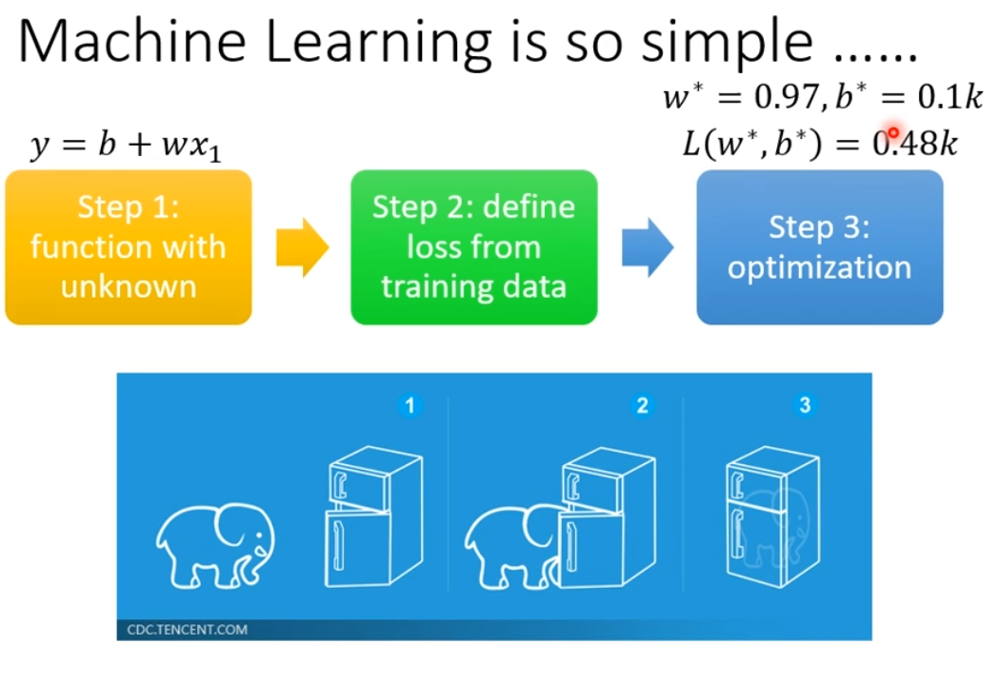 Machine Learning is so simple ……
w* = 0.97, b* = 0.1k
y = b + wx₁
L(w*, b*) = 0.48k
Step 1:
function with
unknown
Step 2: define
loss from
training data
Step 3:
optimization
1
2
3
CDC.TENCENT.COM